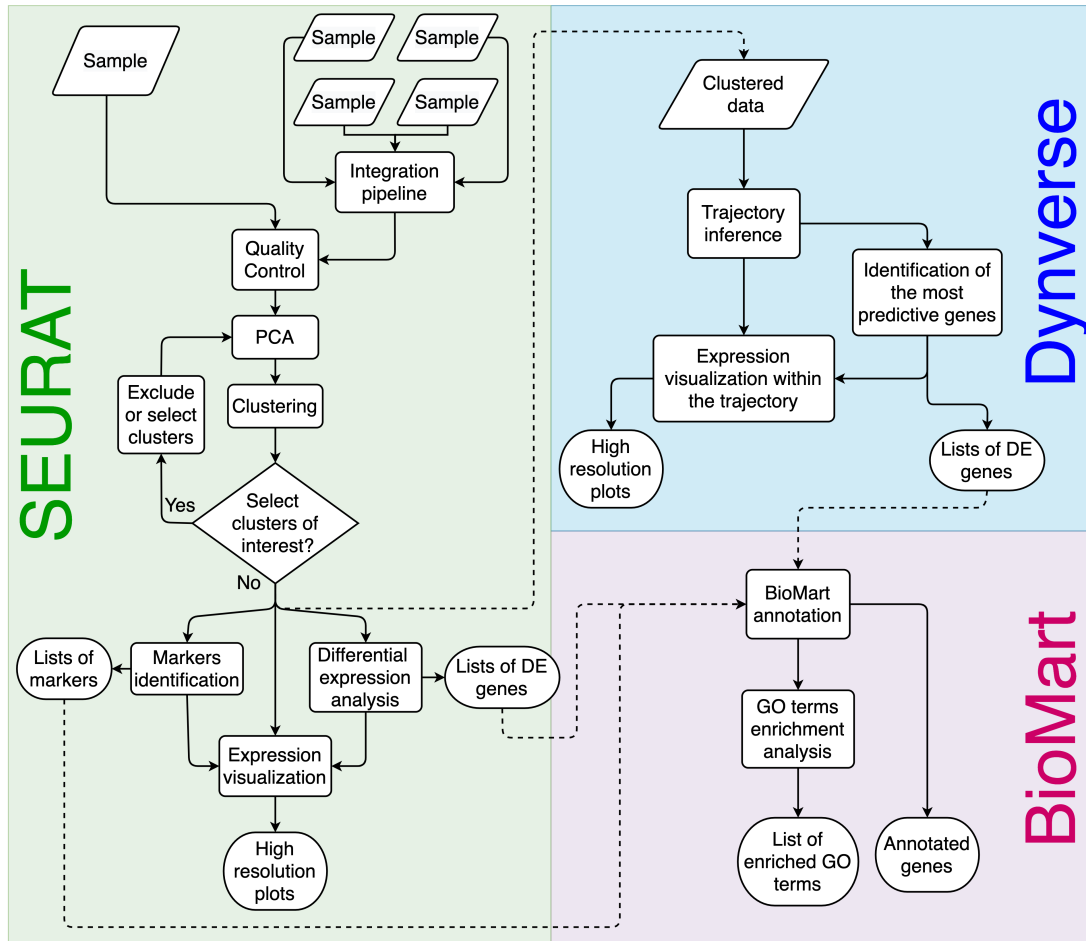 SEURAT
Sample
Sample
Sample
Sample
Sample
Integration
pipeline
Quality
Control
PCA
Clustering
Exclude
or select
clusters
Select
clusters of
interest?
Yes
No
Lists of
markers
Markers
identification
Differential
expression
analysis
Lists of DE
genes
Expression
visualization
High
resolution
plots
Dynverse
Clustered
data
Trajectory
inference
Identification of
the most
predictive genes
Expression
visualization within
the trajectory
High
resolution
plots
Lists of DE
genes
BioMart
BioMart
annotation
GO terms
enrichment
analysis
List of
enriched GO
terms
Annotated
genes